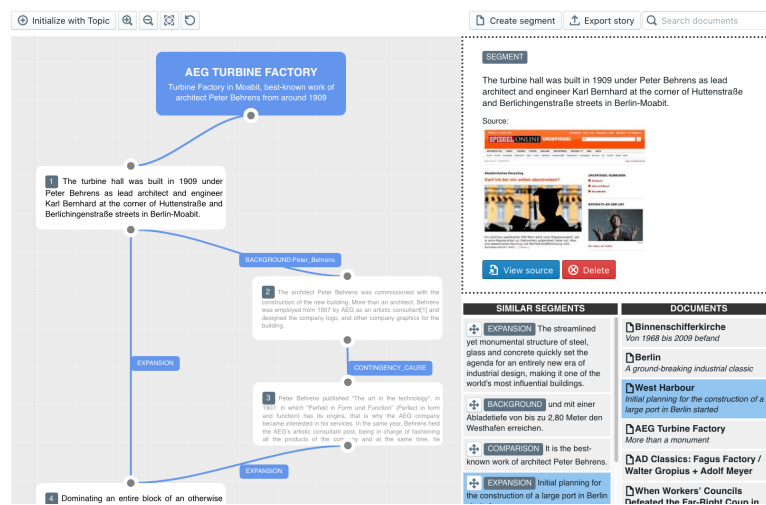 Initialize with Topic
Create segment
Export story
Search documents
AEG TURBINE FACTORY
Turbine Factory in Moabit, best-known work of
architect Peter Behrens from around 1909
1 The turbine hall was built in 1909 under
Peter Behrens as lead architect and engineer
Karl Bernhard at the corner of Huttenstraße and
Berlichingenstraße streets in Berlin-Moabit.
BACKGROUND:Peter_Behrens
2 The architect Peter Behrens was commissioned with the
construction of the new building. More than an architect, Behrens
was employed from 1907 by AEG as an artistic consultant[1] and
designed the company logo, and other company graphics for the
building.
EXPANSION
CONTINGENCY_CAUSE
3 Peter Behrens published "The art in the technology", in
1907, in which "Perfekt in Form und Function" (Perfect in form
and function) has its origins, that is why the AEG company
became interested in his services. In the same year, Behrens held
the AEG's artistic consultant post, being in charge of fashioning
all the products of the company and at the same time, he
EXPANSION
4 Dominating an entire block of an otherwise
SEGMENT
The turbine hall was built in 1909 under Peter Behrens as lead
architect and engineer Karl Bernhard at the corner of Huttenstraße
and Berlichingenstraße streets in Berlin-Moabit.
Source:
SPIEGEL ONLINE UNISPIEGEL
Akademisches Recycling
Darf ich bei mir selbst abschreiben?
View source
Delete
SIMILAR SEGMENTS
EXPANSION The streamlined
yet monumental structure of steel,
glass and concrete quickly set the
agenda for an entirely new era of
industrial design, making it one of the
world's most influential buildings.
BACKGROUND und mit einer
Abladetiefe von bis zu 2,80 Meter den
Westhafen erreichen.
COMPARISON It is the best-
known work of architect Peter Behrens.
EXPANSION Initial planning for
the construction of a large port in Berlin
DOCUMENTS
Binnenschifferkirche
Von 1968 bis 2009 befand
Berlin
A ground-breaking industrial classic
West Harbour
Initial planning for the construction of a
large port in Berlin started
AEG Turbine Factory
More than a monument
AD Classics: Fagus Factory /
Walter Gropius + Adolf Meyer
When Workers' Councils
Defeated the Far-Right Coup in